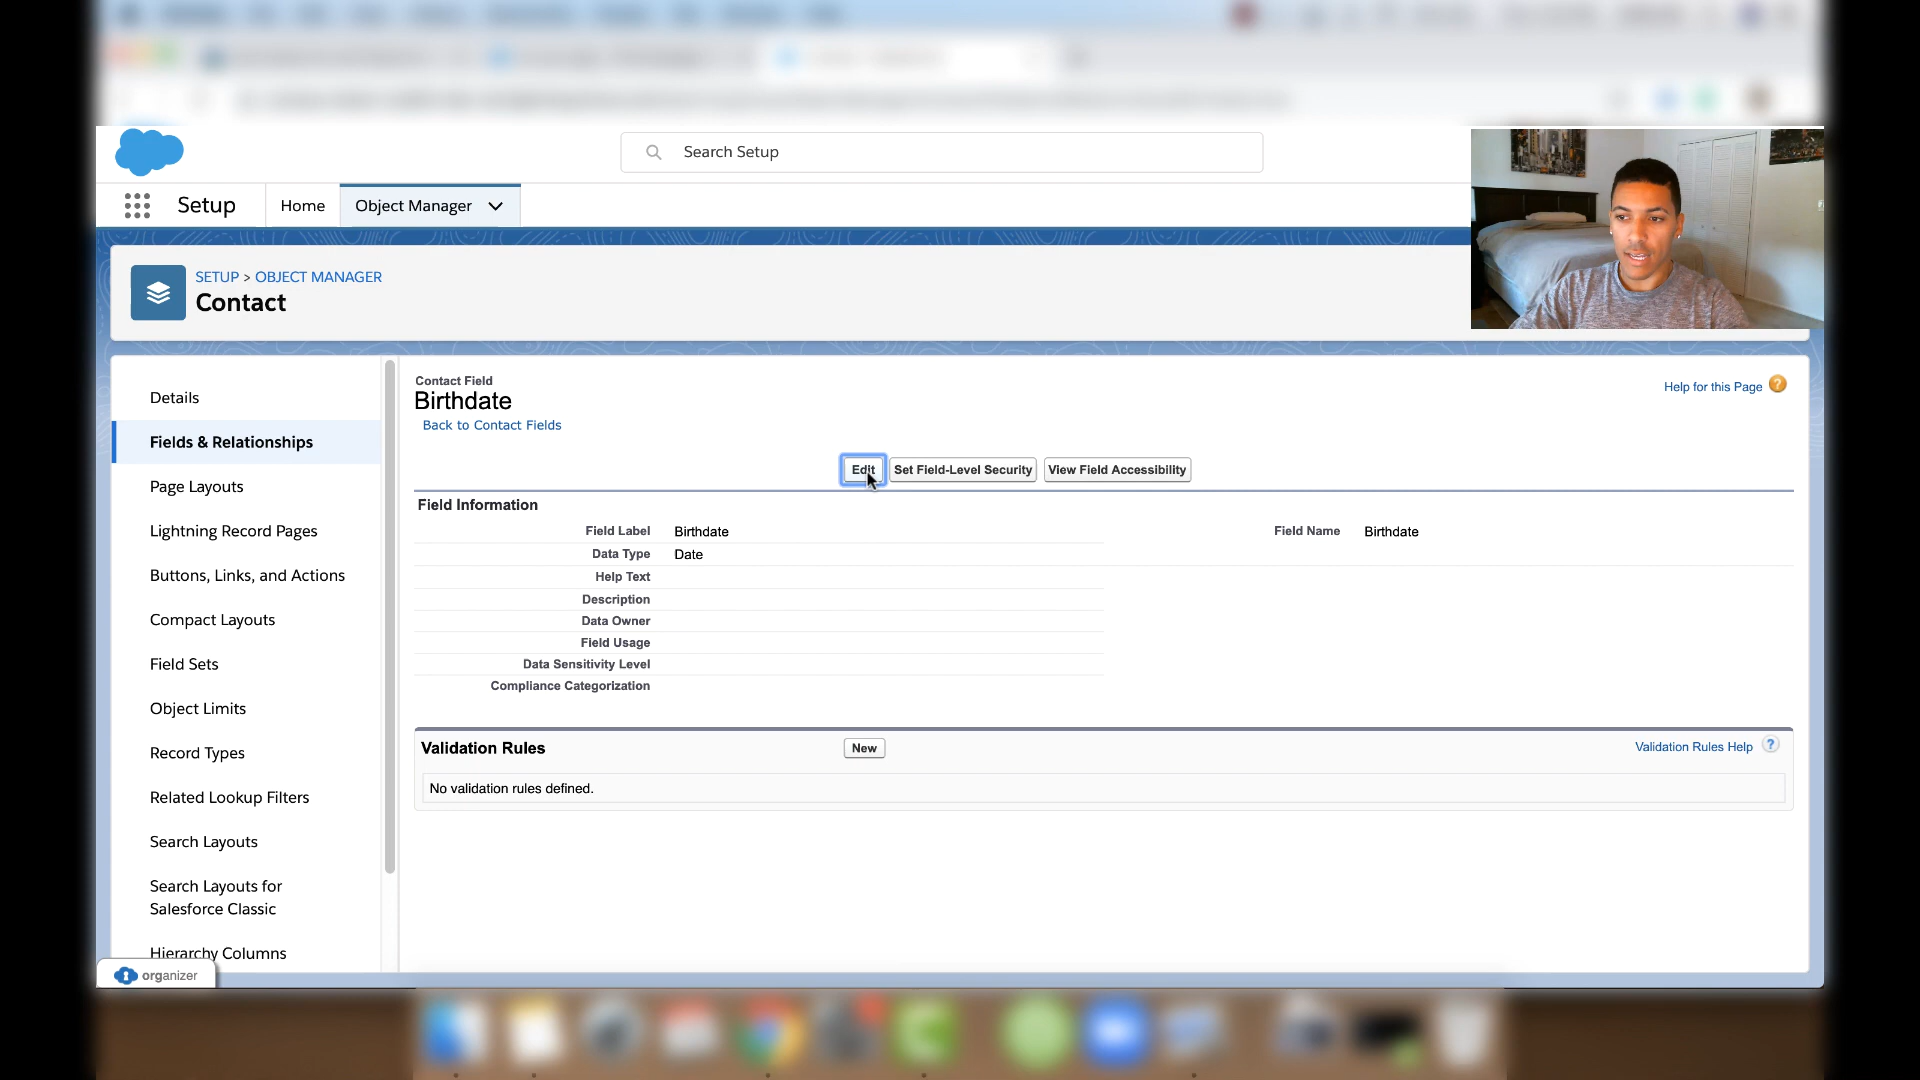 Search Setup
Setup
Home
Object Manager
SETUP > OBJECT MANAGER
Contact
Details
Fields & Relationships
Page Layouts
Lightning Record Pages
Buttons, Links, and Actions
Compact Layouts
Field Sets
Object Limits
Record Types
Related Lookup Filters
Search Layouts
Search Layouts for
Salesforce Classic
Hierarchy Columns
organizer
Contact Field
Birthdate
Back to Contact Fields
Help for this Page ?
Edit
Set Field-Level Security
View Field Accessibility
Field Information
Field Label Birthdate Field Name Birthdate
Data Type Date
Help Text
Description
Data Owner
Field Usage
Data Sensitivity Level
Compliance Categorization
Validation Rules
New
Validation Rules Help ?
No validation rules defined.